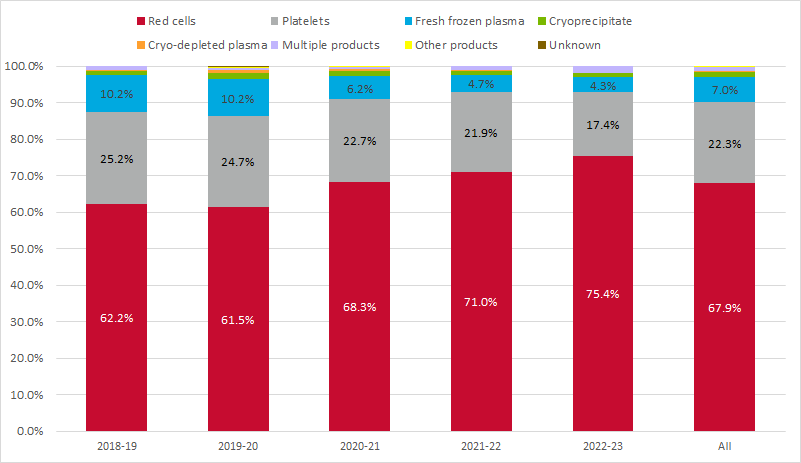 Red cells Platelets Fresh frozen plasma Cryoprecipitate
Cryo-depleted plasma Multiple products Other products Unknown
100.0%
90.0%
80.0%
70.0%
60.0%
50.0%
40.0%
30.0%
20.0%
10.0%
0.0%
10.2% 10.2% 6.2% 4.7% 4.3% 7.0%
25.2% 24.7% 22.7% 21.9% 17.4% 22.3%
62.2% 61.5% 68.3% 71.0% 75.4% 67.9%
2018-19 2019-20 2020-21 2021-22 2022-23 All